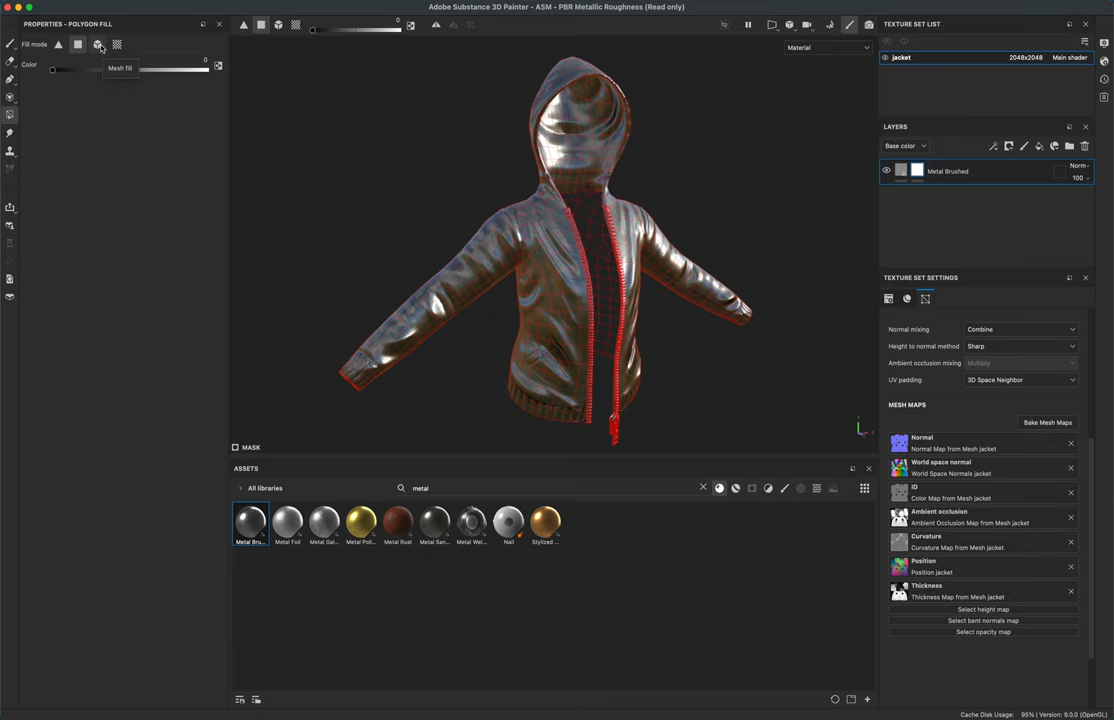 Adobe Substance 3D Painter - ASM - PBR Metallic Roughness (Read only)
PROPERTIES - POLYGON FILL
Fill mode
Color
0
Mesh fill
0
Material
MASK
ASSETS
All libraries
metal
Metal Bru...
Metal Foil
Metal Gal...
Metal Poli...
Metal Rust
Metal San...
Metal Wel...
Nail
Stylized ...
TEXTURE SET LIST
jacket
2048x2048
Main shader
LAYERS
Base color
Metal Brushed
Norm
100
TEXTURE SET SETTINGS
Normal mixing
Combine
Height to normal method
Sharp
Ambient occlusion mixing
Multiply
UV padding
3D Space Neighbor
MESH MAPS
Bake Mesh Maps
Normal
Normal Map from Mesh jacket
World space normal
World Space Normals jacket
ID
Color Map from Mesh jacket
Ambient occlusion
Ambient Occlusion Map from Mesh jacket
Curvature
Curvature Map from Mesh jacket
Position
Position jacket
Thickness
Thickness Map from Mesh jacket
Select height map
Select bent normals map
Select opacity map
Cache Disk Usage: 95% | Version: 9.0.0 (OpenGL)